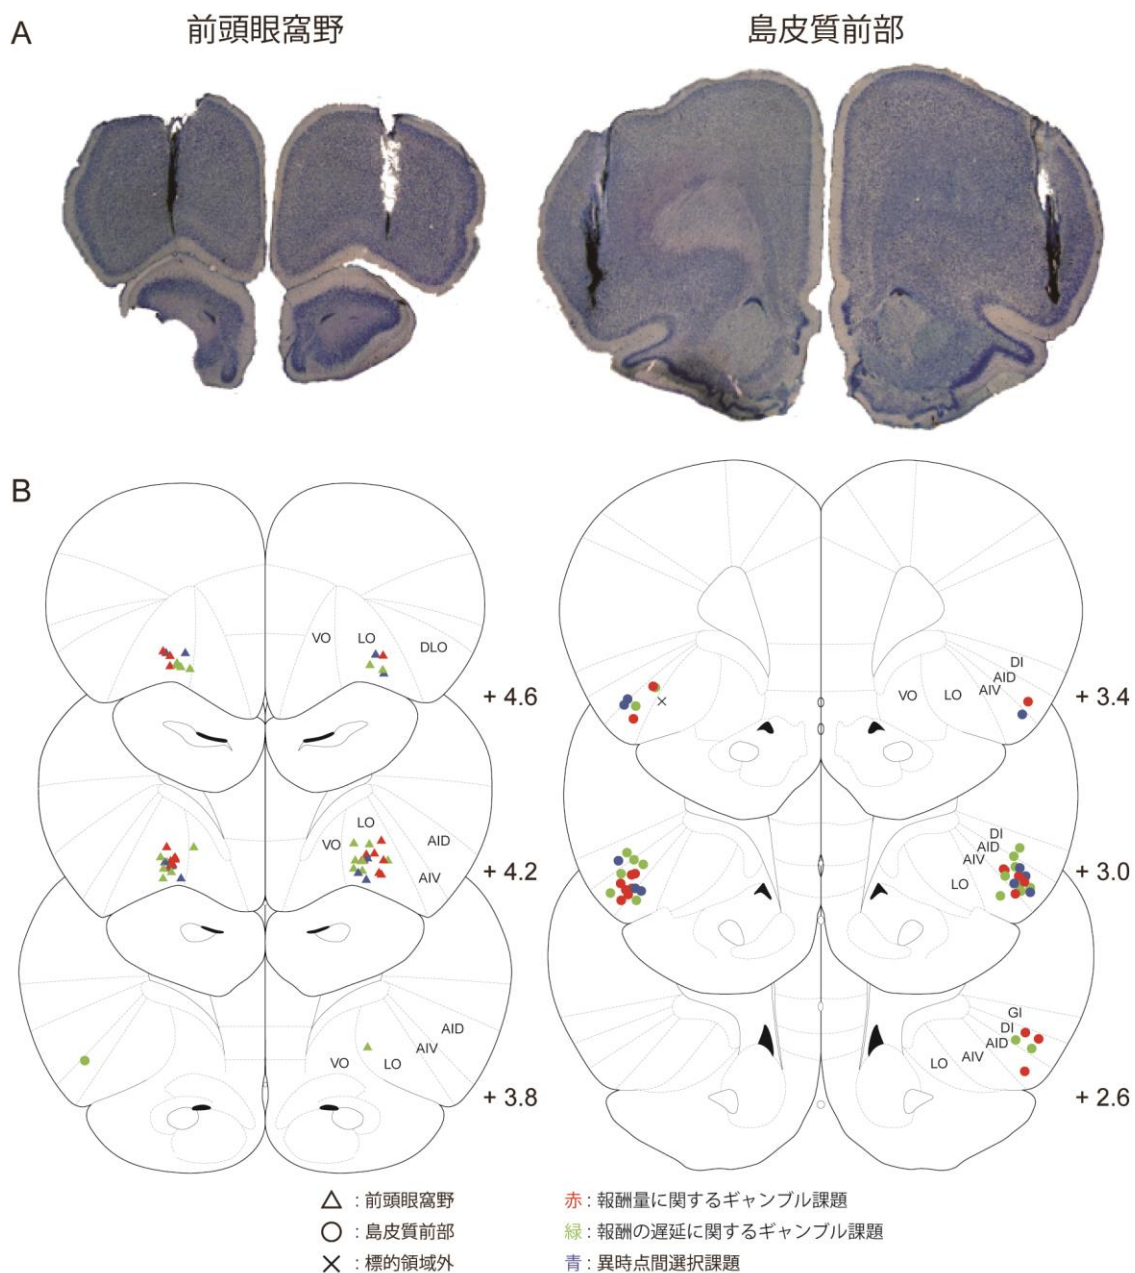 A
前頭眼窩野
島皮質前部
B
VO
LO
DLO
+ 4.6
VO
LO
AID
AIV
+ 4.2
VO
LO
AIV
AID
+ 3.8
VO
LO
AIV
AID
DI
+ 3.4
LO
AIV
AID
DI
+ 3.0
LO
AIV
AID
DI
GI
+ 2.6
△ : 前頭眼窩野
○ : 島皮質前部
× : 標的領域外
赤 : 報酬量に関するギャンブル課題
緑 : 報酬の遅延に関するギャンブル課題
青 : 異時点間選択課題